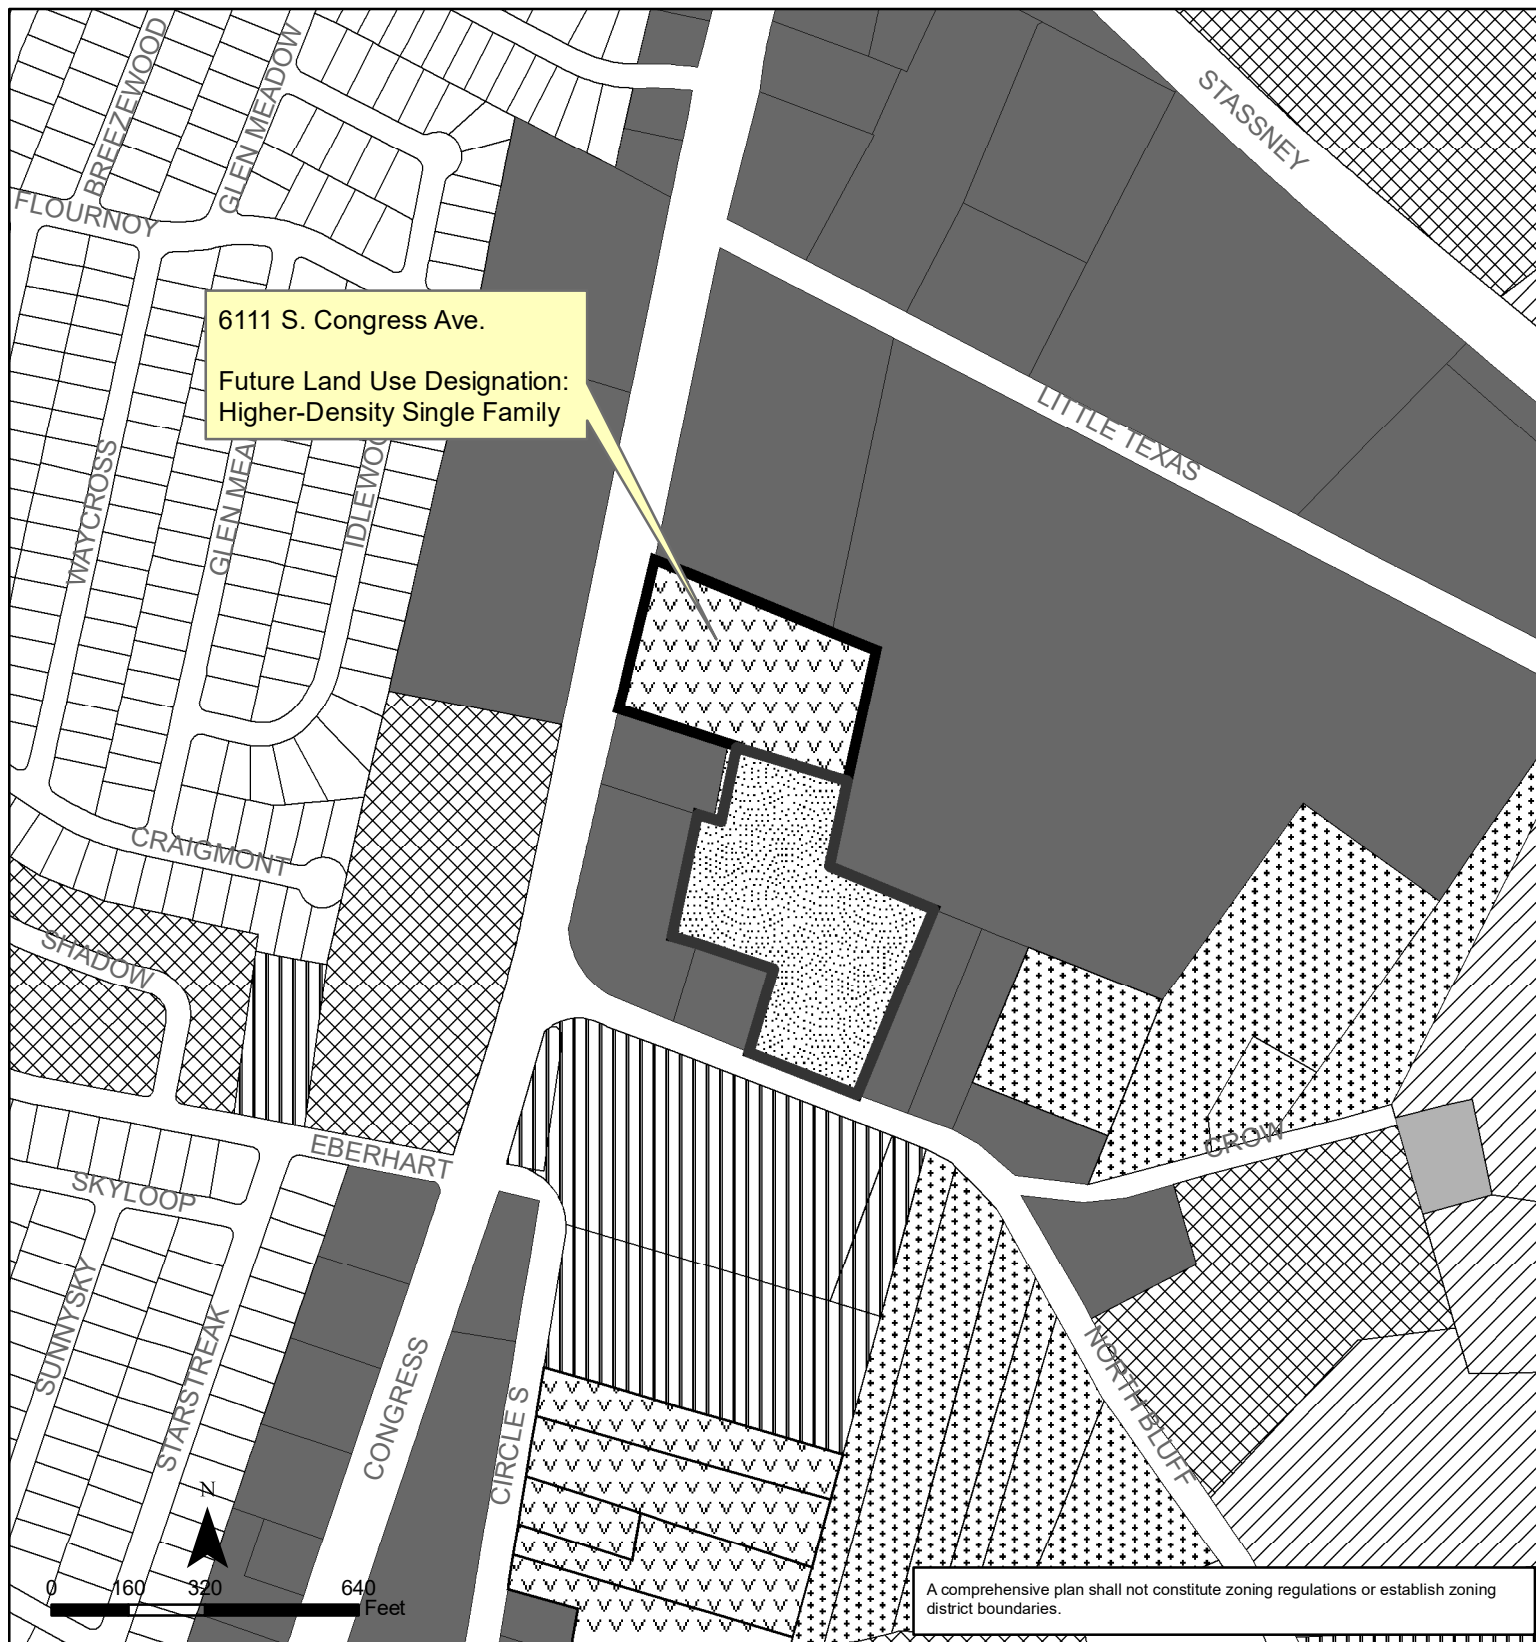 BREEZEWOOD
GLEN MEADOW
STASSNEY
FLOURNOY
6111 S. Congress Ave.
Future Land Use Designation:
Higher-Density Single Family
LITTLE TEXAS
WAYCROSS
GLEN MEA
IDLEWOO
CRAIGMONT
SHADOW
CROW
EBERHART
SKYLOOP
SUNNYSKY
STARSTREAK
CONGRESS
CIRCLE S
NORTH BLUFF
N
0 160 320 640
Feet
A comprehensive plan shall not constitute zoning regulations or establish zoning
district boundaries.